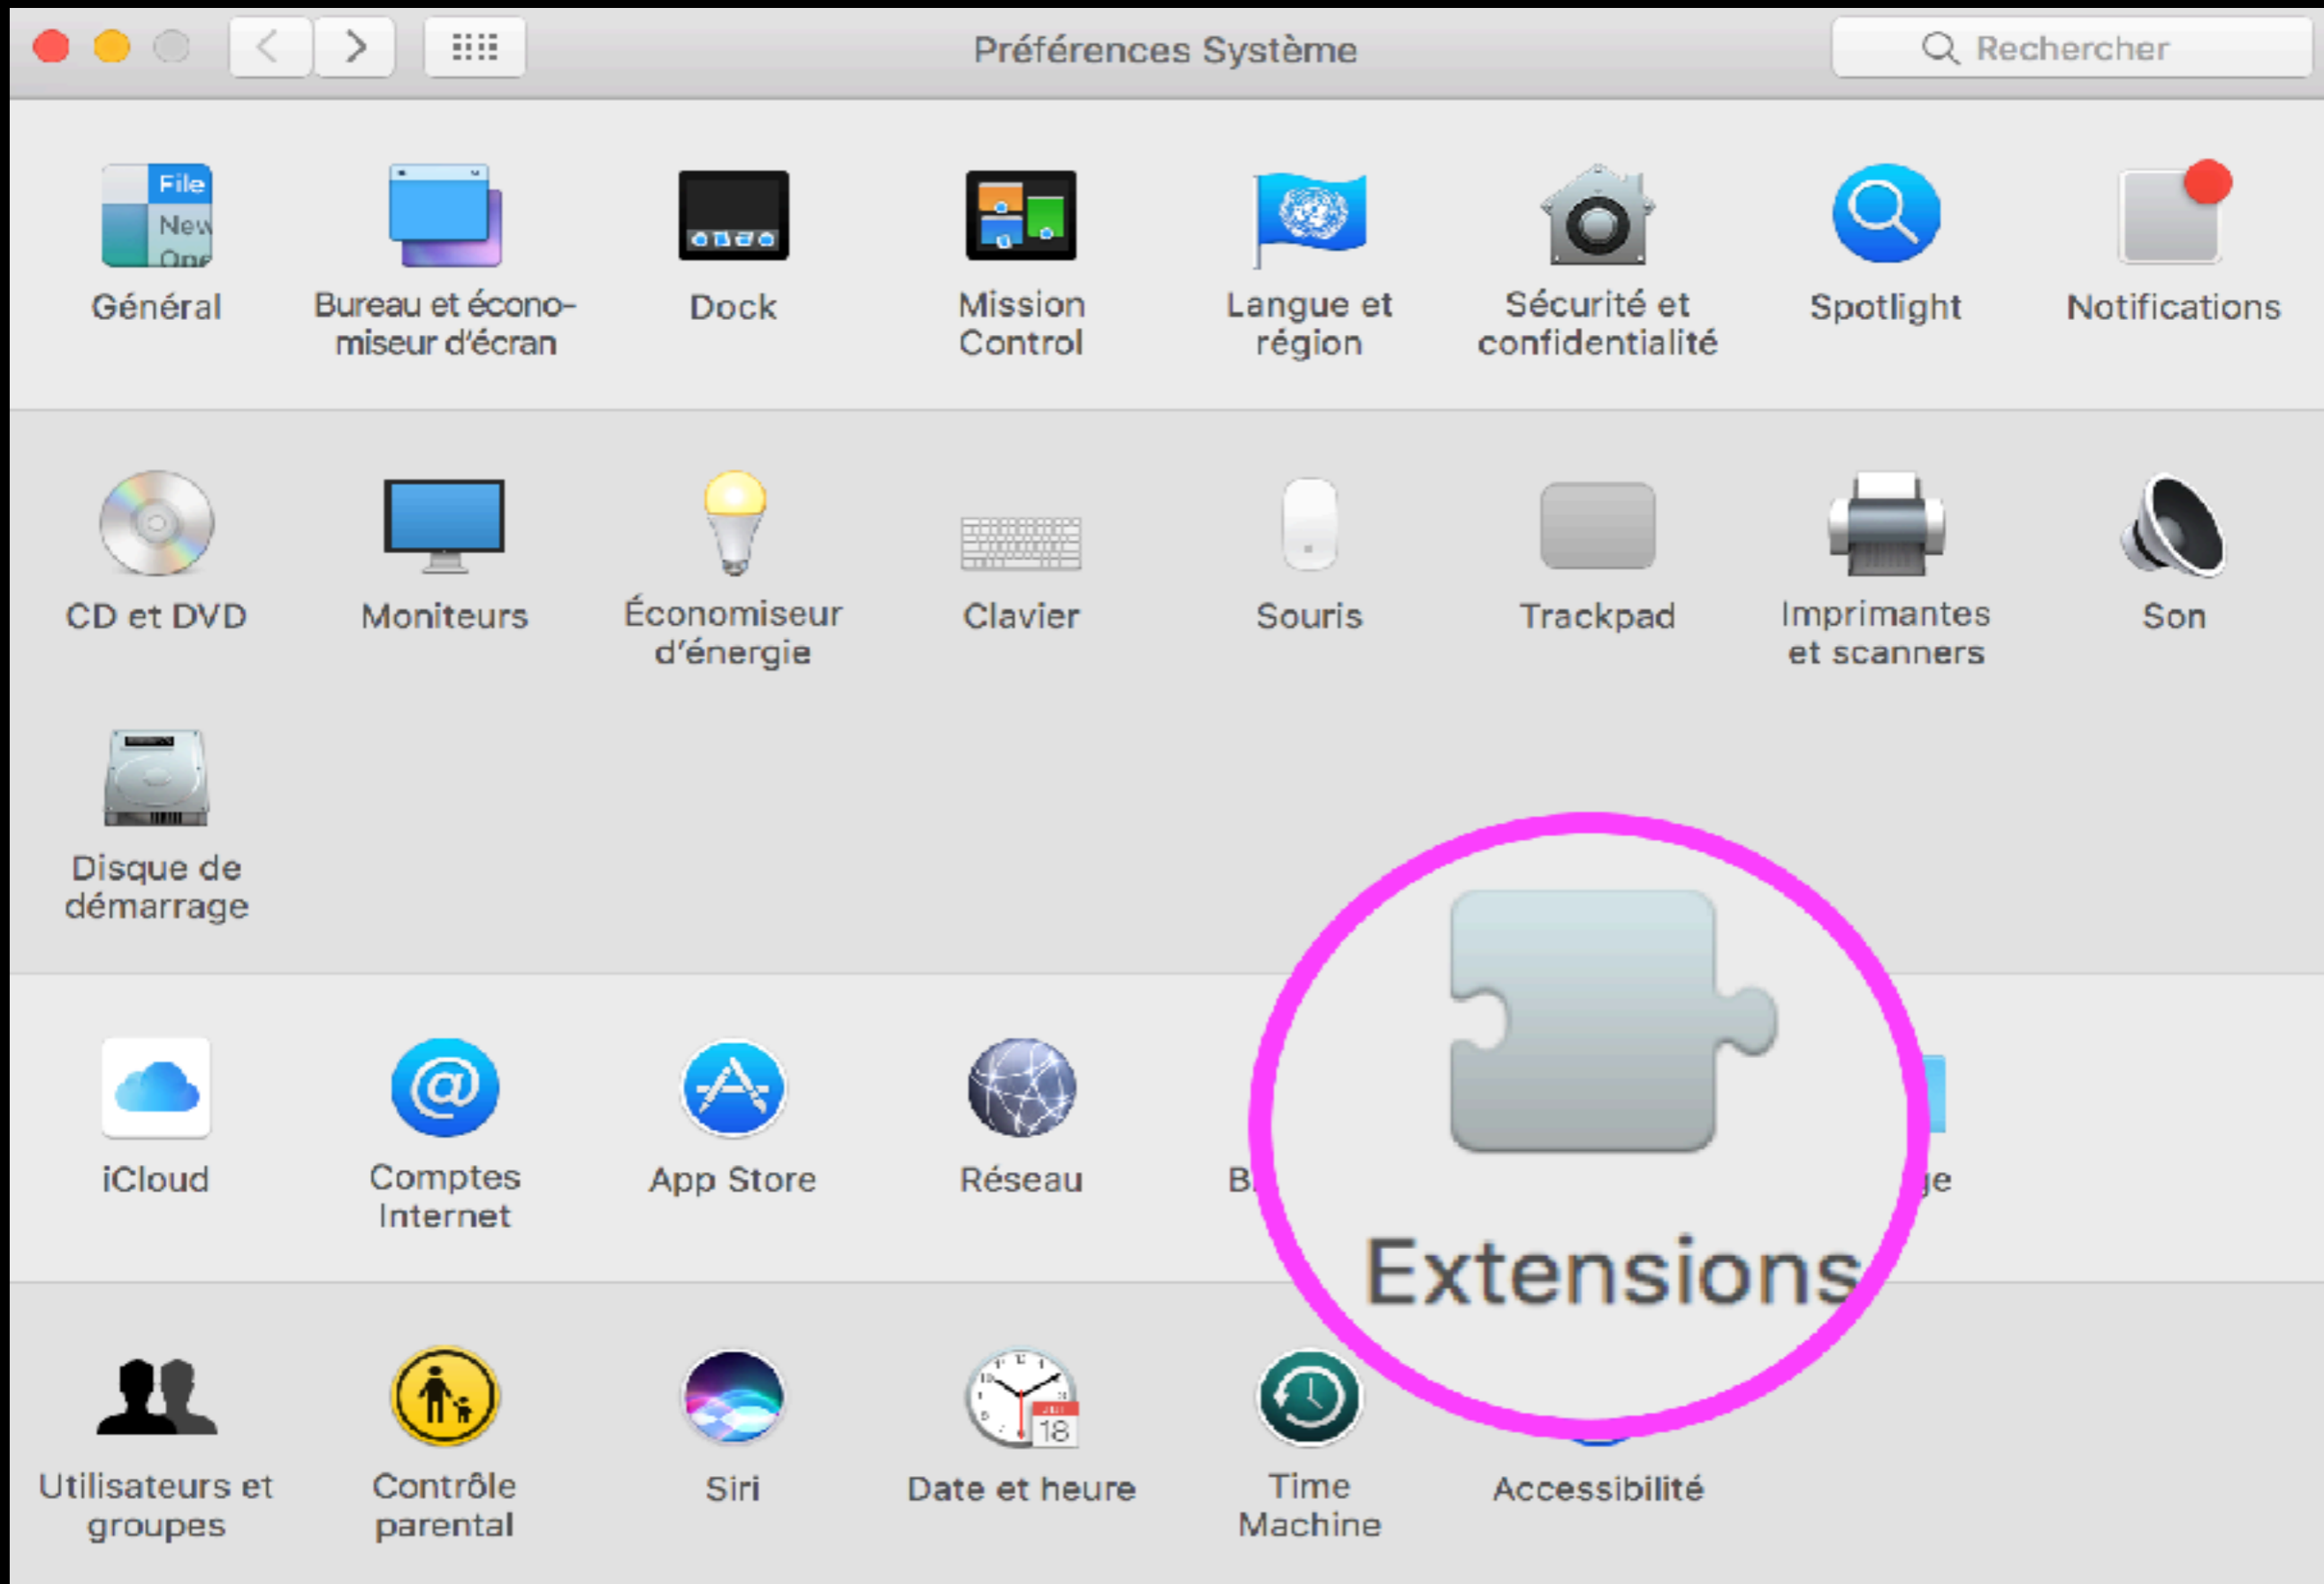 Préférences Système
Rechercher
File
New
Ope
Général
Bureau et écono-
miseur d'écran
Dock
Mission
Control
Langue et
région
Sécurité et
confidentialité
Spotlight
Notifications
CD et DVD
Moniteurs
Économiseur
d'énergie
Clavier
Souris
Trackpad
Imprimantes
et scanners
Son
Disque de
démarrage
iCloud
Comptes
Internet
App Store
Réseau
Extensions
Utilisateurs et
groupes
Contrôle
parental
Siri
18
Date et heure
Time
Machine
Accessibilité